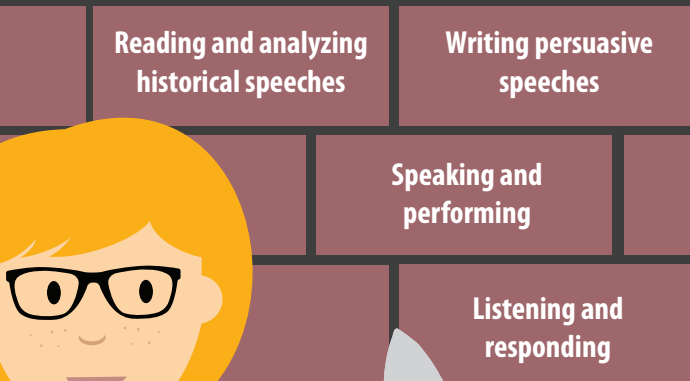 Reading and analyzing
historical speeches
Writing persuasive
speeches
Speaking and
performing
Listening and
responding